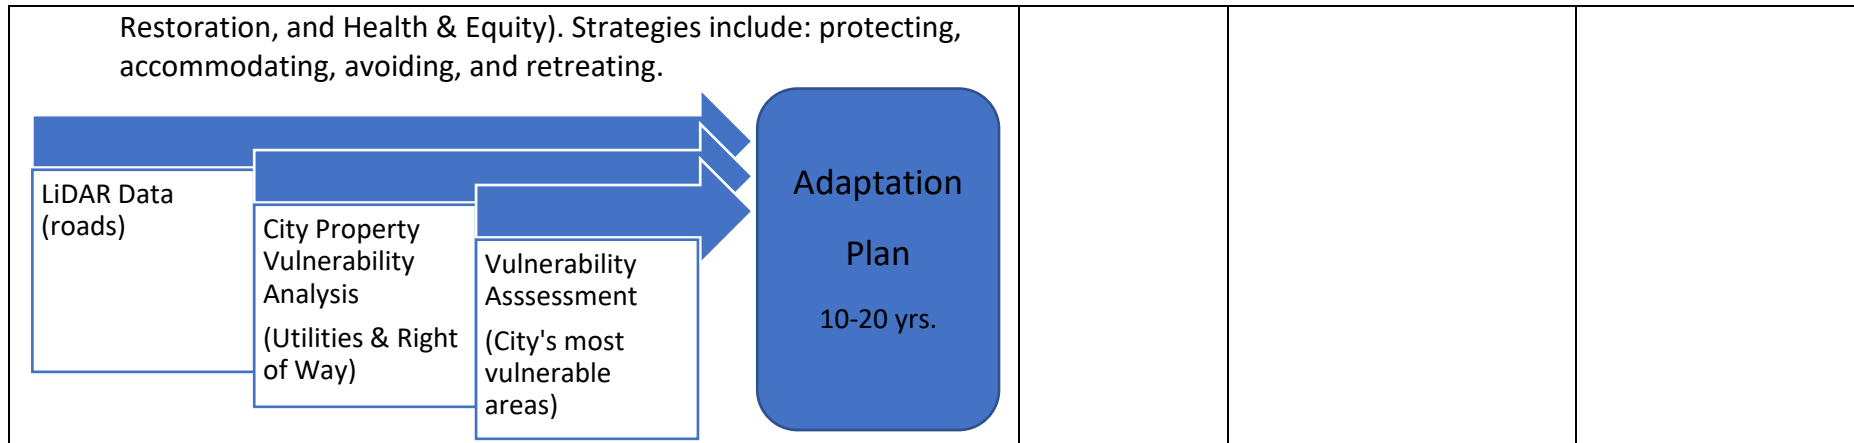 Restoration, and Health & Equity). Strategies include: protecting,
accommodating, avoiding, and retreating.
LiDAR Data
(roads)
City Property
Vulnerability
Analysis
(Utilities & Right
of Way)
Vulnerability
Asssessment
(City's most
vulnerable
areas)
Adaptation
Plan
10-20 yrs.